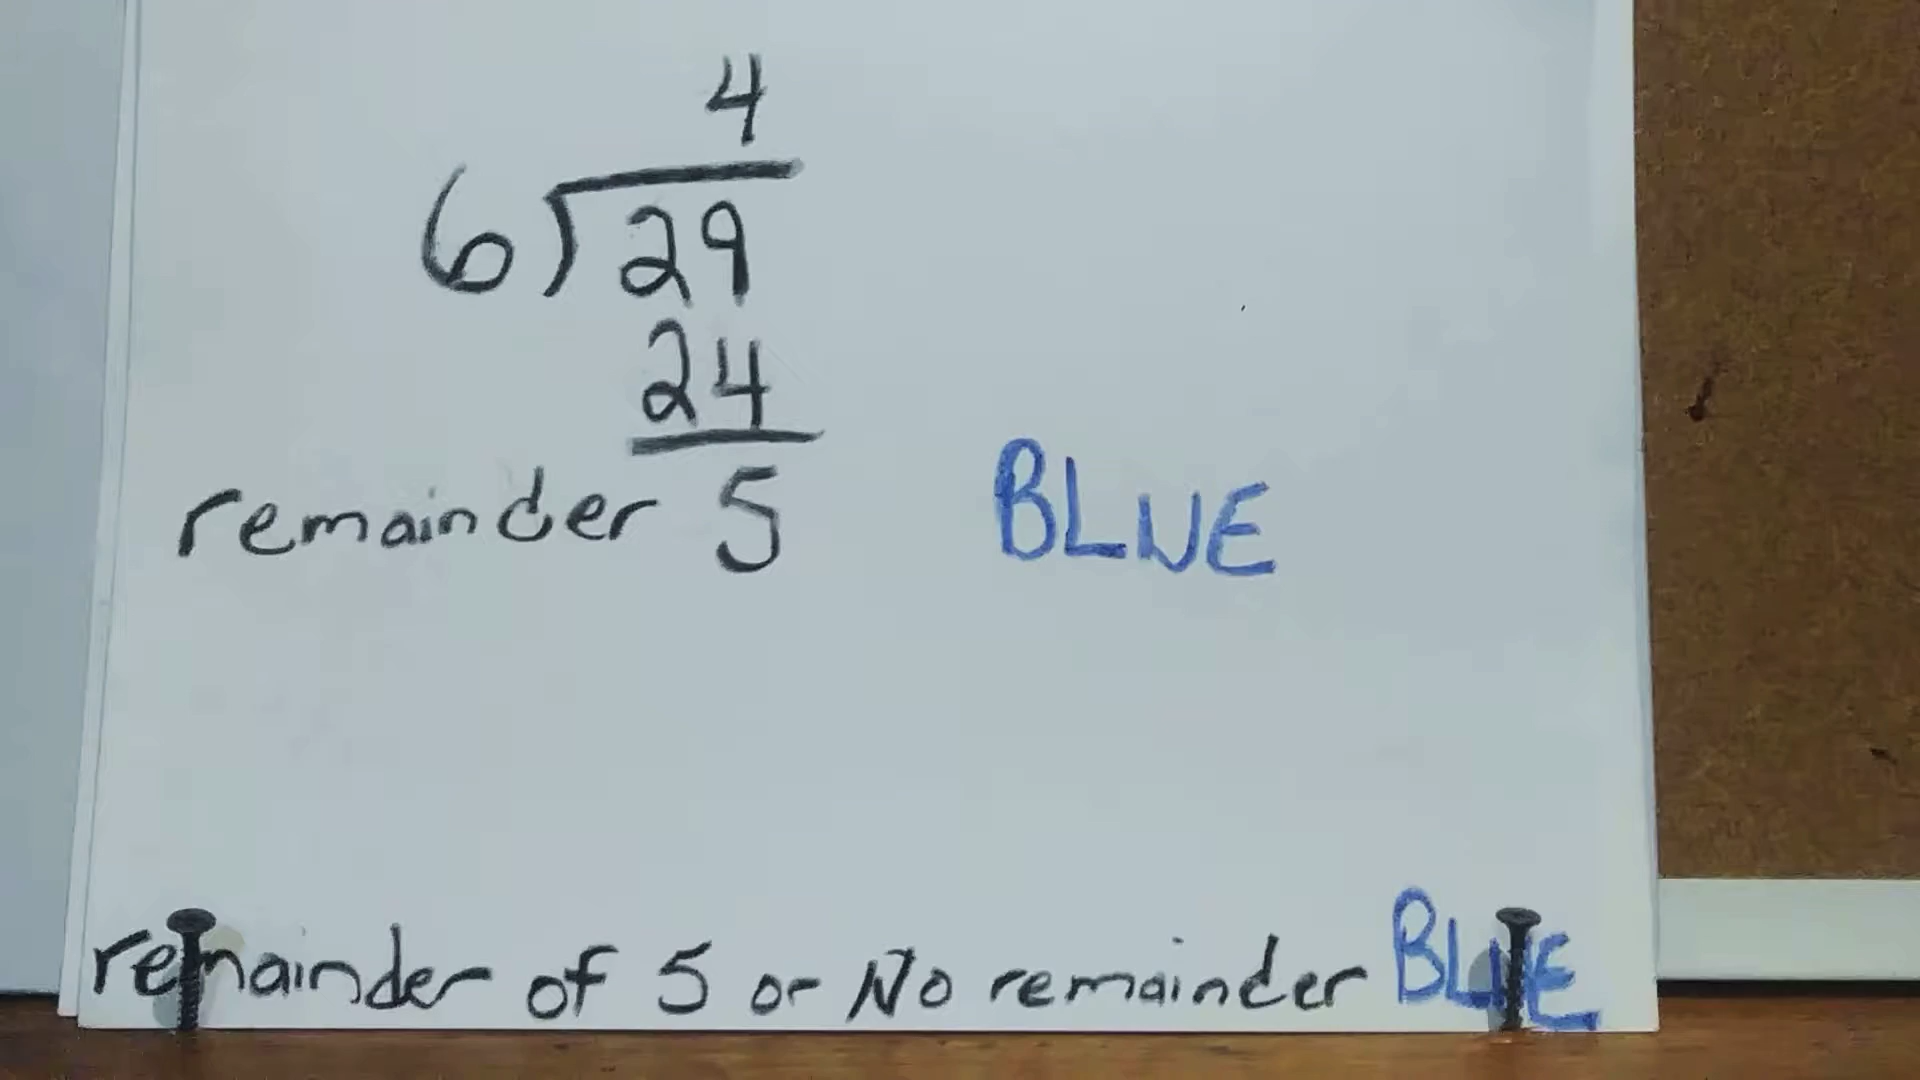 4
6)29
24
remainder 5 BLUE
remainder of 5 or No remainder BLUE